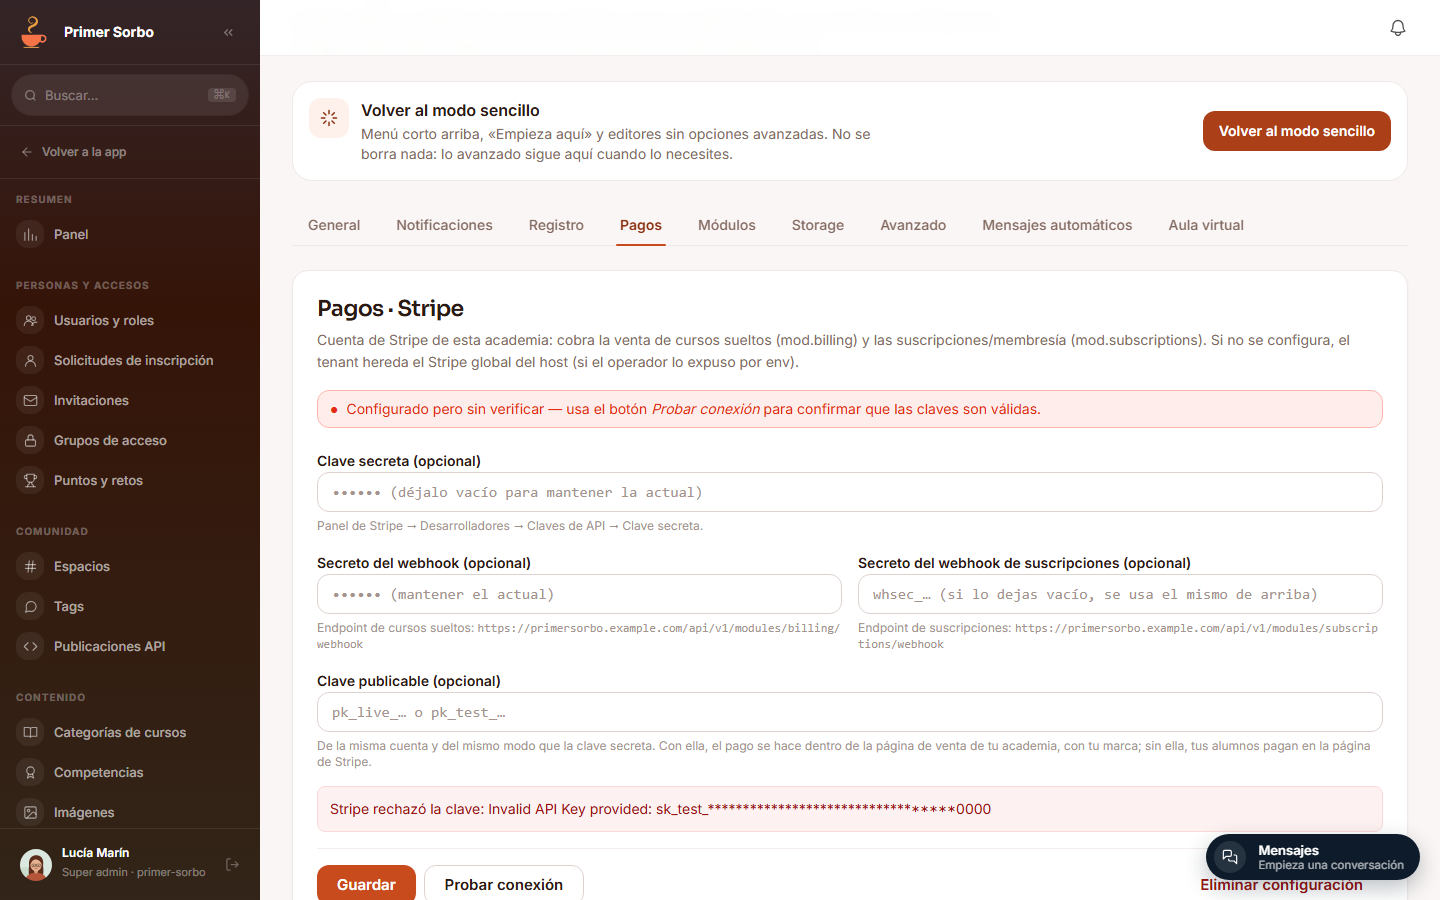 Primer Sorbo
«
Buscar...
⌘K
Volver a la app
RESUMEN
Panel
PERSONAS Y ACCESOS
Usuarios y roles
Solicitudes de inscripción
Invitaciones
Grupos de acceso
Puntos y retos
COMUNIDAD
Espacios
Tags
Publicaciones API
CONTENIDO
Categorías de cursos
Competencias
Imágenes
Lucía Marín
Super admin · primer-sorbo
Volver al modo sencillo
Menú corto arriba, «Empieza aquí» y editores sin opciones avanzadas. No se
borra nada: lo avanzado sigue aquí cuando lo necesites.
Volver al modo sencillo
General Notificaciones Registro Pagos Módulos Storage Avanzado Mensajes automáticos Aula virtual
Pagos · Stripe
Cuenta de Stripe de esta academia: cobra la venta de cursos sueltos (mod.billing) y las suscripciones/membresía (mod.subscriptions). Si no se configura, el
tenant hereda el Stripe global del host (si el operador lo expuso por env).
● Configurado pero sin verificar — usa el botón Probar conexión para confirmar que las claves son válidas.
Clave secreta (opcional)
•••••• (déjalo vacío para mantener la actual)
Panel de Stripe → Desarrolladores → Claves de API → Clave secreta.
Secreto del webhook (opcional)
•••••• (mantener el actual)
Endpoint de cursos sueltos: https://primersorbo.example.com/api/v1/modules/billing/
webhook
Secreto del webhook de suscripciones (opcional)
whsec_… (si lo dejas vacío, se usa el mismo de arriba)
Endpoint de suscripciones: https://primersorbo.example.com/api/v1/modules/subscrip
tions/webhook
Clave publicable (opcional)
pk_live_… o pk_test_…
De la misma cuenta y del mismo modo que la clave secreta. Con ella, el pago se hace dentro de la página de venta de tu academia, con tu marca; sin ella, tus alumnos pagan en la página
de Stripe.
Stripe rechazó la clave: Invalid API Key provided: sk_test_************************************0000
Guardar
Probar conexión
Eliminar configuración
Mensajes
Empieza una conversación